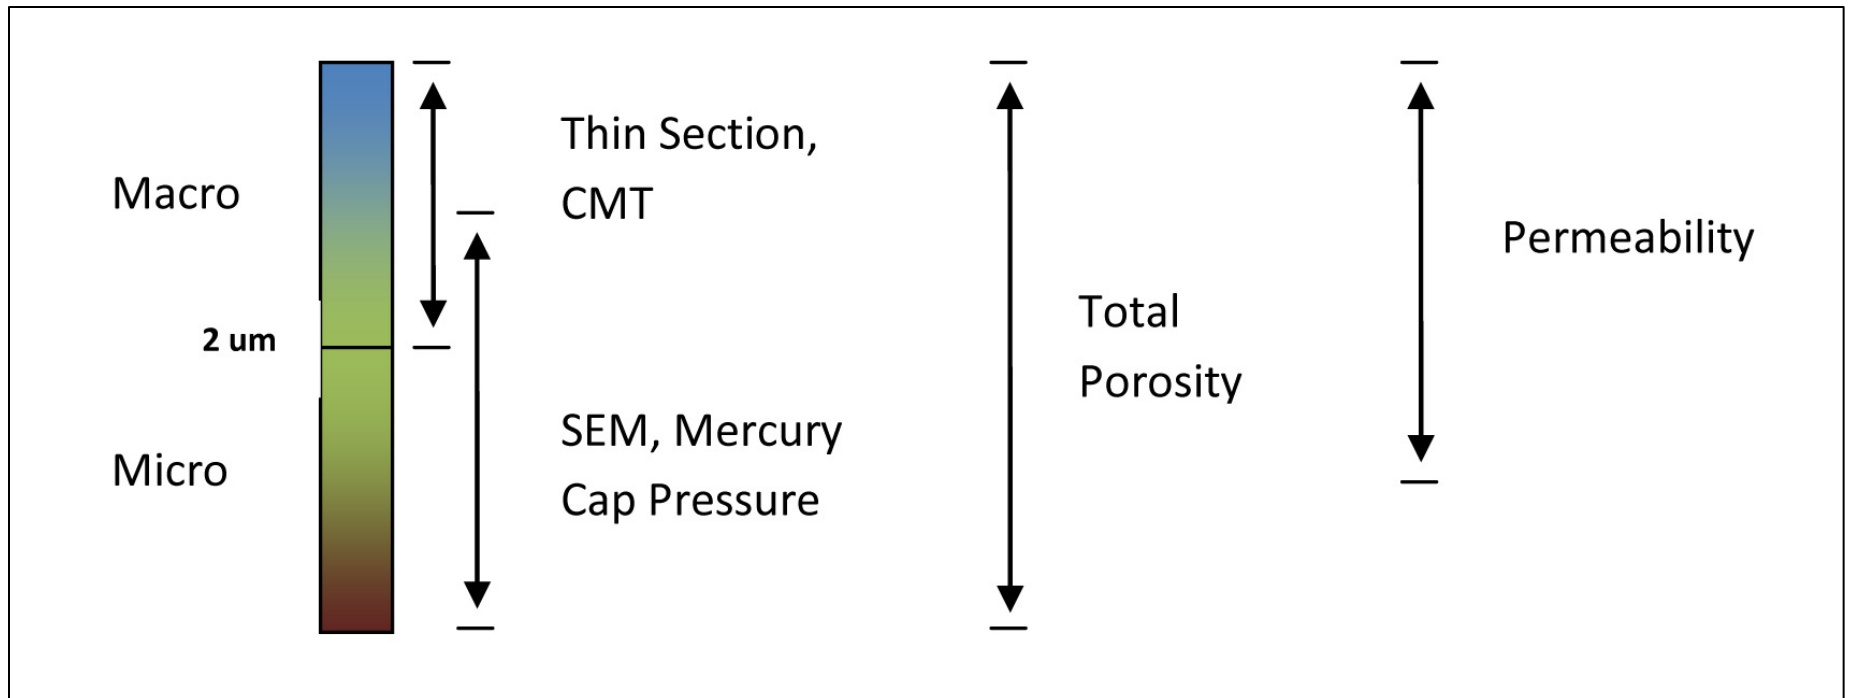 Macro
2 um
Micro
Thin Section,
CMT
SEM, Mercury
Cap Pressure
Total
Porosity
Permeability